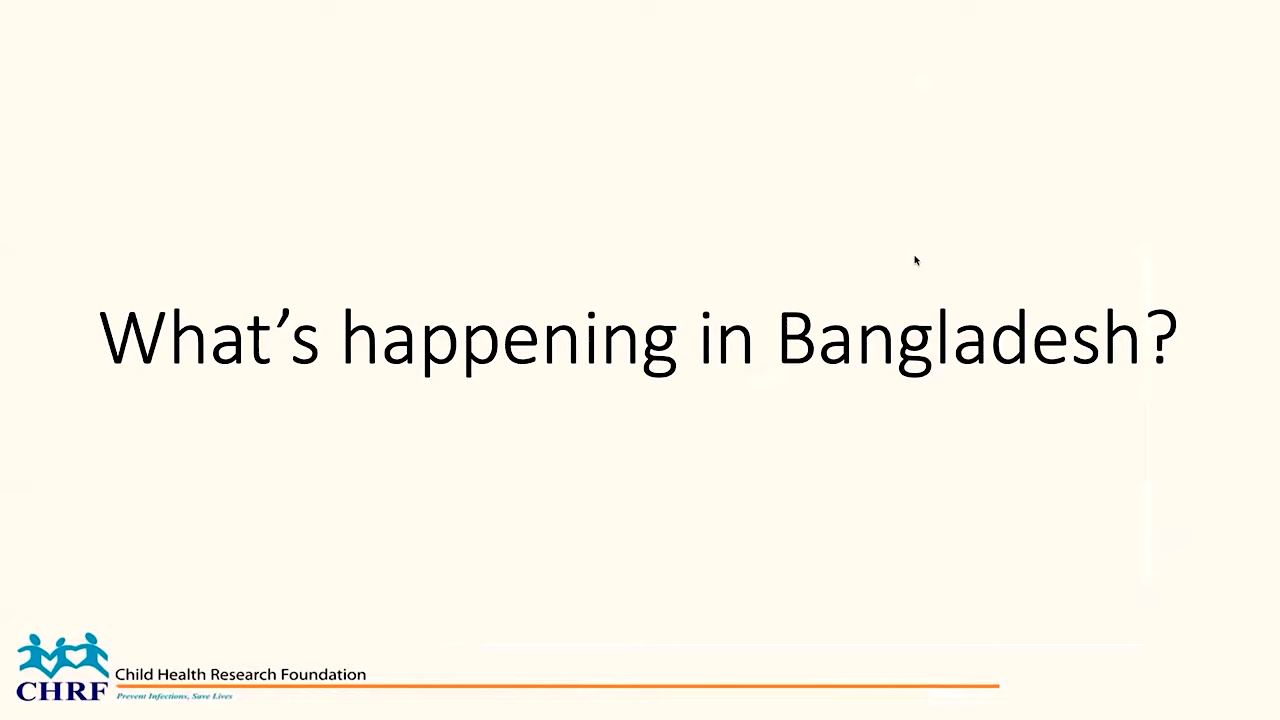 What’s happening in Bangladesh?
CHRF
Child Health Research Foundation
Prevent Infections, Save Lives